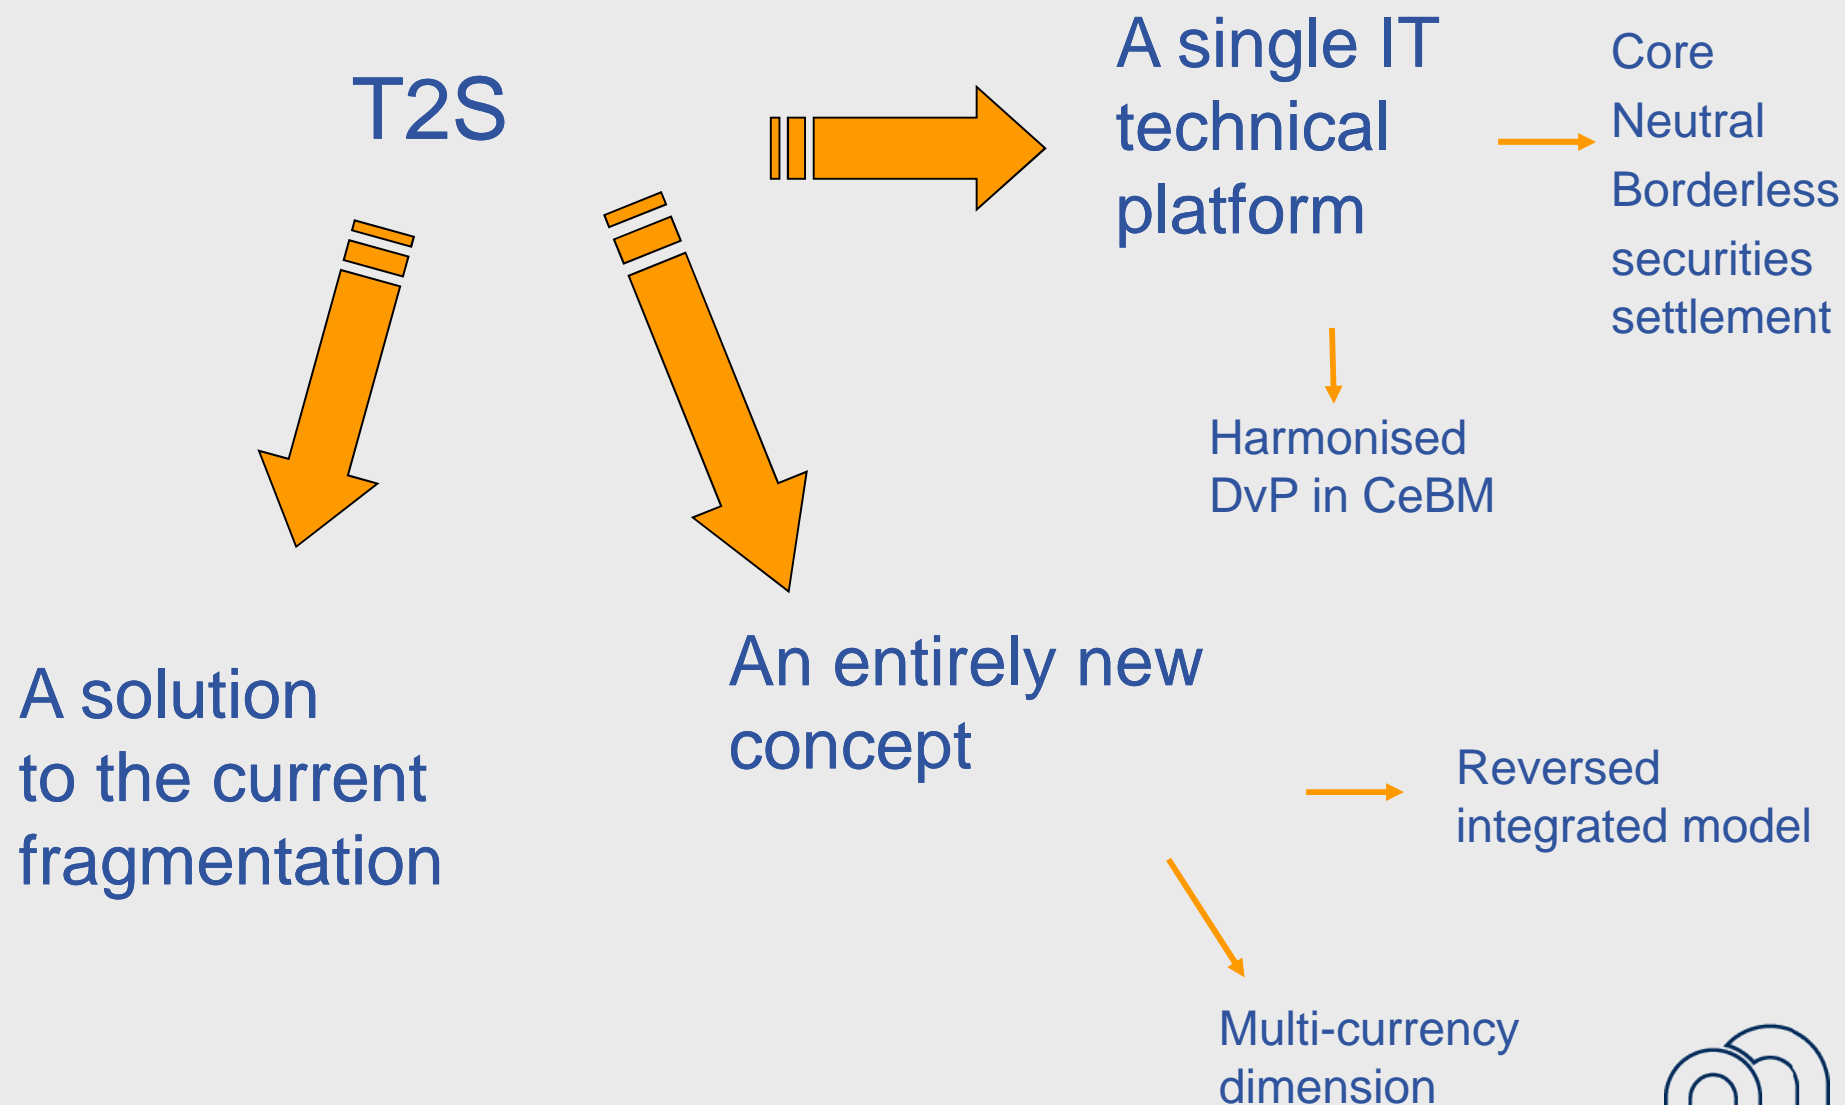 T2S
A single IT
technical
platform
Core
Neutral
Borderless
securities
settlement
Harmonised
DvP in CeBM
A solution
to the current
fragmentation
An entirely new
concept
Reversed
integrated model
Multi-currency
dimension